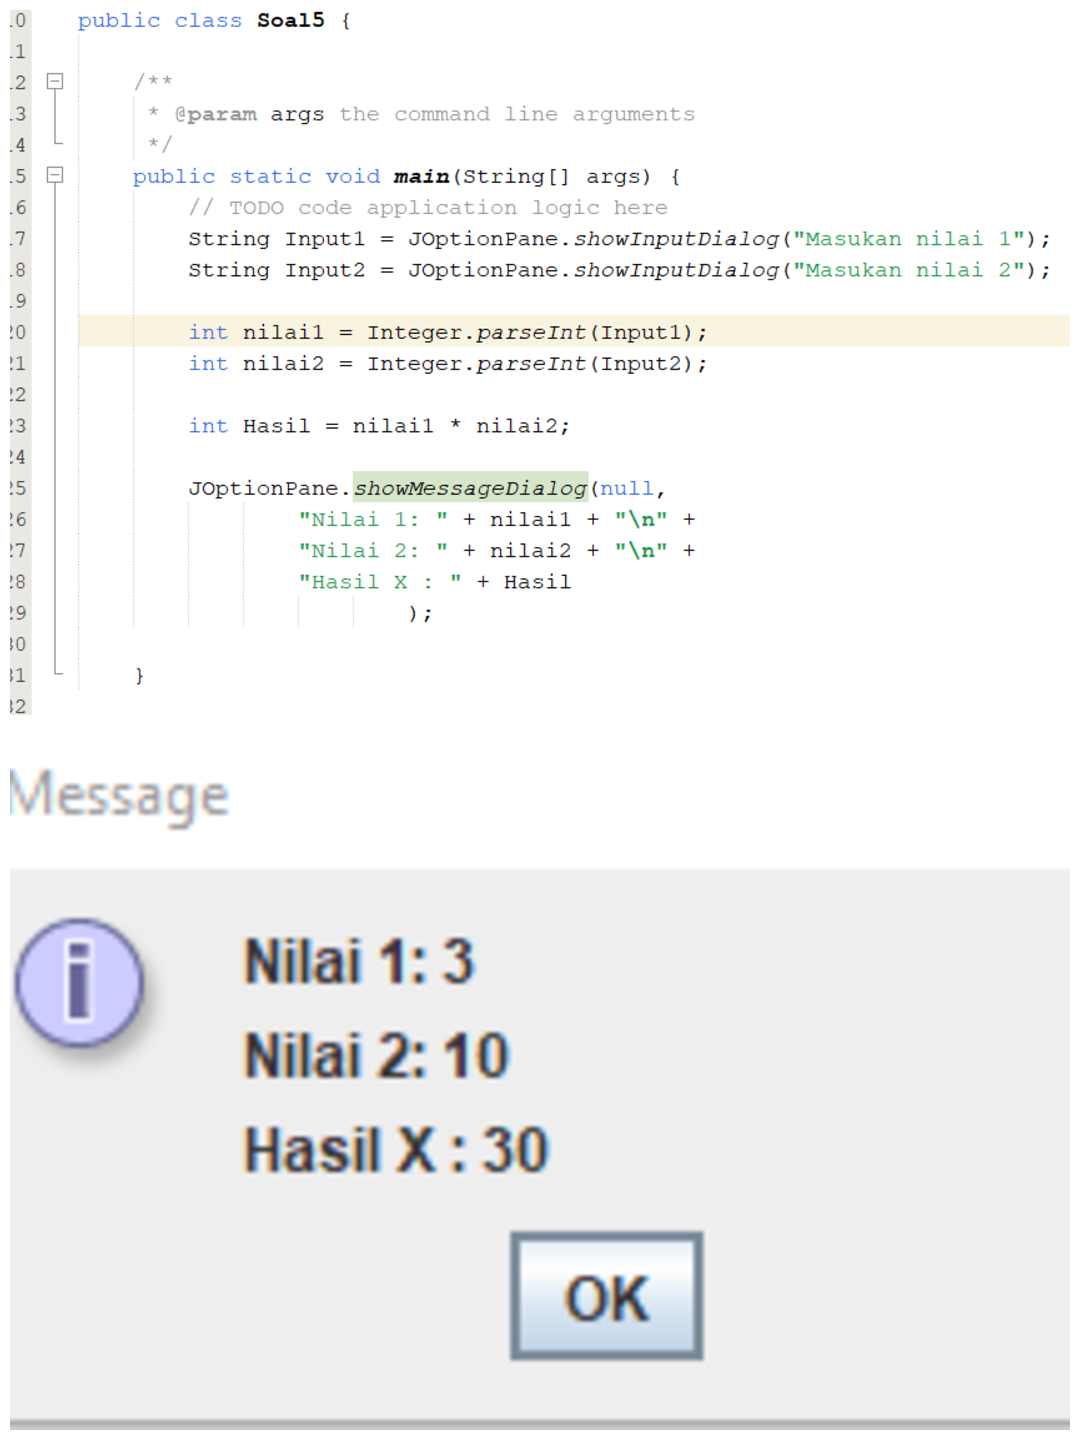 .0 public class Soal5 {
.1
.2 /**
.3 * @param args the command line arguments
.4 */
.5 public static void main(String[] args) {
.6 // TODO code application logic here
.7 String Input1 = JOptionPane.showInputDialog("Masukan nilai 1");
.8 String Input2 = JOptionPane.showInputDialog("Masukan nilai 2");
.9
20 int nilai1 = Integer.parseInt(Input1);
21 int nilai2 = Integer.parseInt(Input2);
22
23 int Hasil = nilai1 * nilai2;
24
25 JOptionPane.showMessageDialog(null,
26 "Nilai 1: " + nilai1 + "\n" +
27 "Nilai 2: " + nilai2 + "\n" +
28 "Hasil X : " + Hasil
29 );
30
31 }
32
Message
Nilai 1: 3
Nilai 2: 10
Hasil X : 30
OK